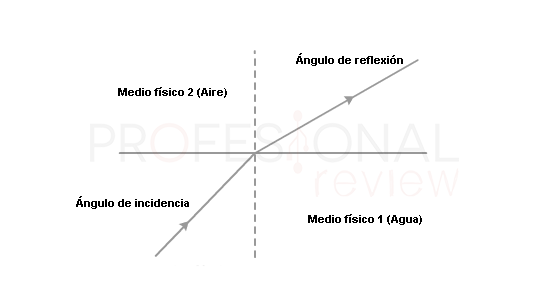 Ángulo de reflexión
Medio físico 2 (Aire)
PROFESIONAL
review
Ángulo de incidencia
Medio físico 1 (Agua)